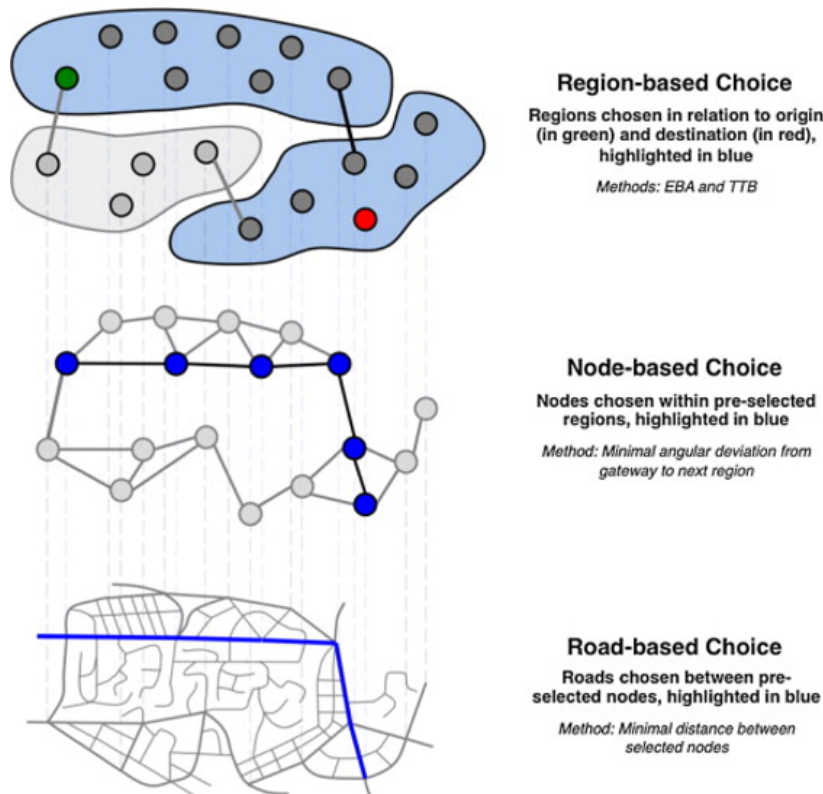 Region-based Choice
Regions chosen in relation to origin
(in green) and destination (in red),
highlighted in blue
Methods: EBA and TTB
Node-based Choice
Nodes chosen within pre-selected
regions, highlighted in blue
Method: Minimal angular deviation from
gateway to next region
Road-based Choice
Roads chosen between pre-
selected nodes, highlighted in blue
Method: Minimal distance between
selected nodes